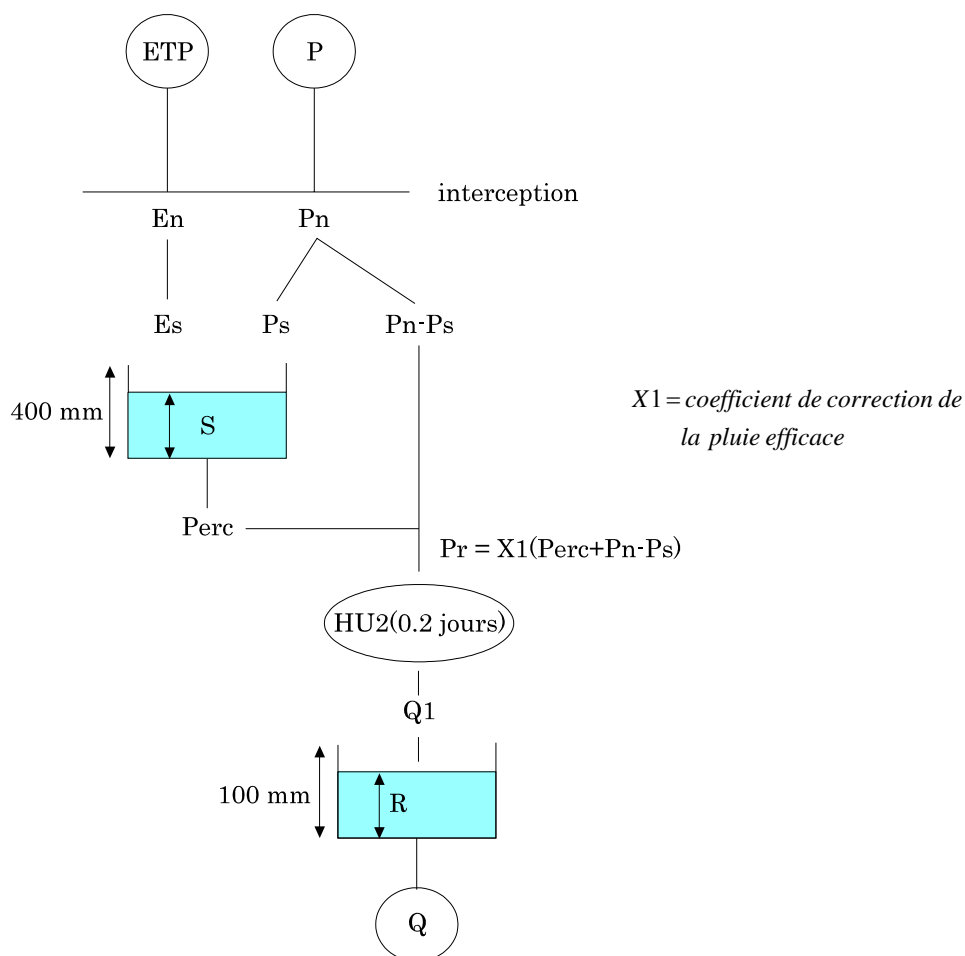 ETP P
interception
En Pn
Es Ps Pn-Ps
400 mm
S
X1 = coefficient de correction de
la pluie efficace
Perc
Pr = X1(Perc+Pn-Ps)
HU2(0.2 jours)
Q1
100 mm
R
Q